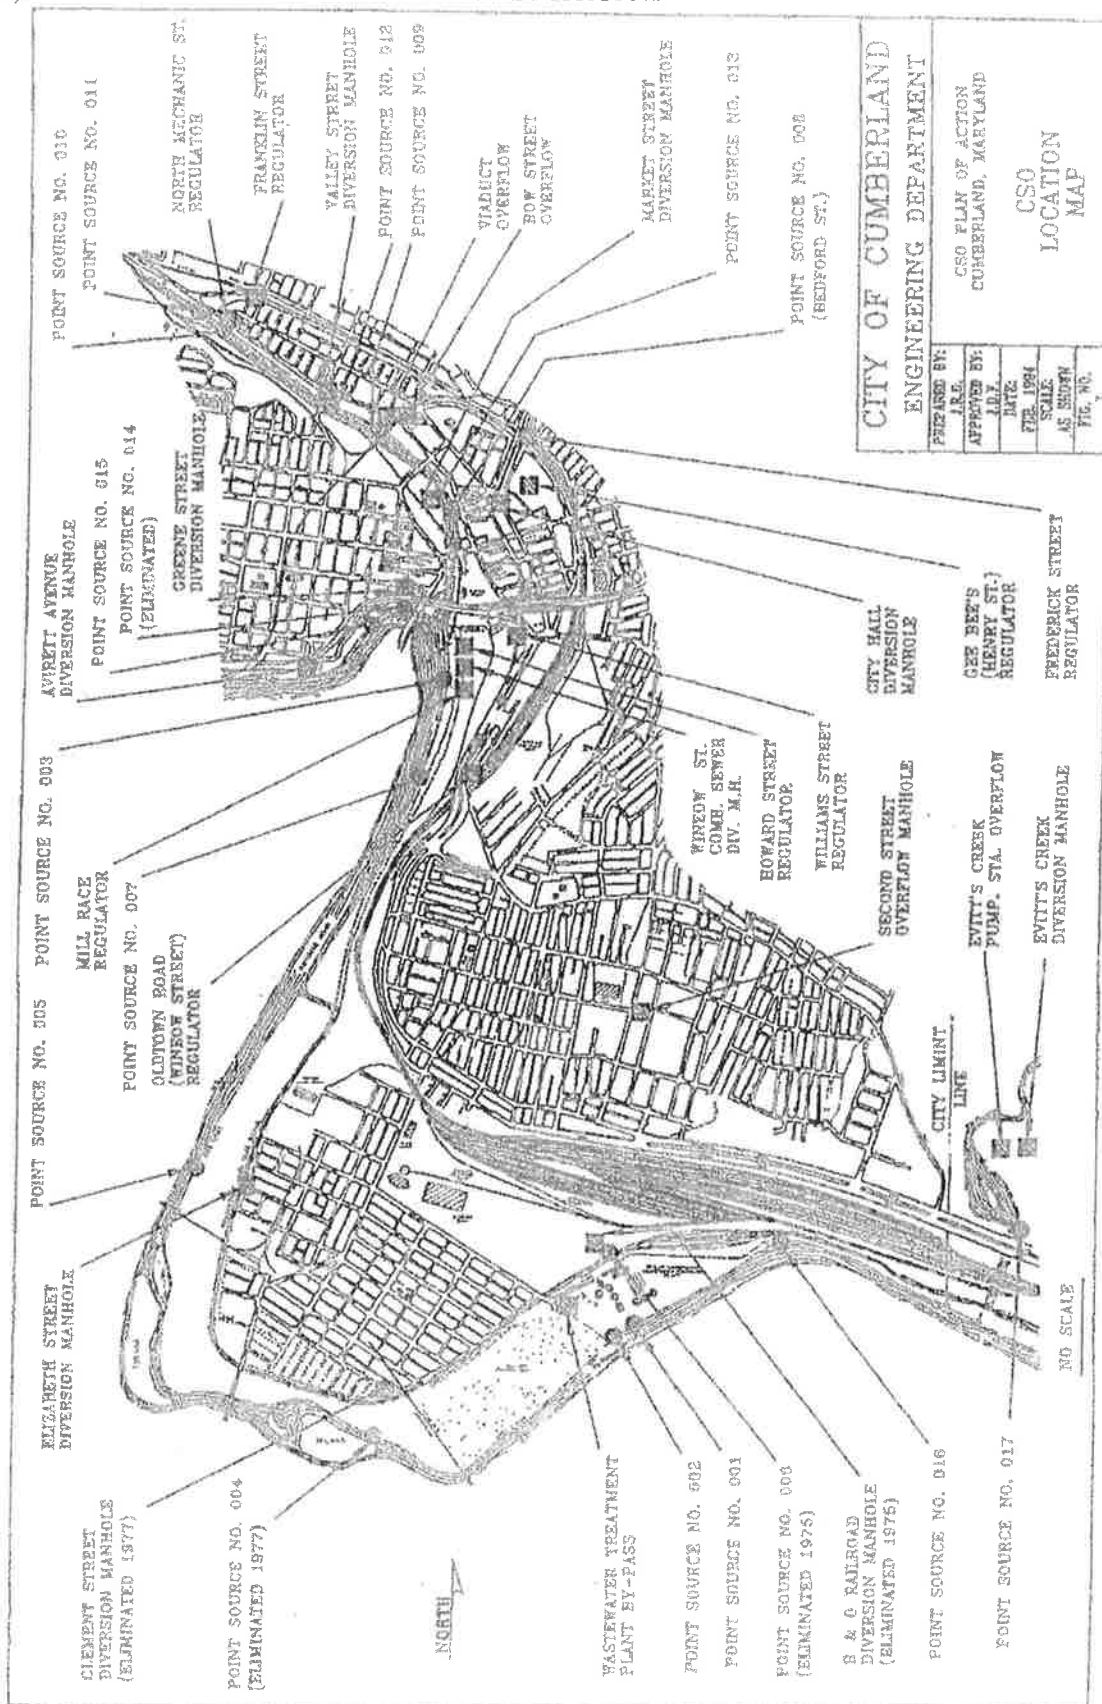 POINT SOURCE NO. 010
POINT SOURCE NO. 011
NORTH MECHANIC ST.
REGULATOR
FRANKLIN STREET
REGULATOR
VALLEY STREET
DIVERSION MANHOLE
POINT SOURCE NO. 012
POINT SOURCE NO. 009
VIADUCT
OVERFLOW
BOW STREET
OVERFLOW
MARKET STREET
DIVERSION MANHOLE
POINT SOURCE NO. 013
POINT SOURCE NO. 008
(BEDFORD ST.)
AVIRETT AVENUE
DIVERSION MANHOLE
POINT SOURCE NO. 015
POINT SOURCE NO. 014
(ELIMINATED)
GREENE STREET
DIVERSION MANHOLE
POINT SOURCE NO. 003
MILL RACE
REGULATOR
POINT SOURCE NO. 007
OLDTOWN ROAD
(WINEOW STREET)
REGULATOR
POINT SOURCE NO. 005
ELIZABETH STREET
DIVERSION MANHOLE
CLEMENT STREET
DIVERSION MANHOLE
(ELIMINATED 1977)
POINT SOURCE NO. 004
(ELIMINATED 1977)
NORTH
WASTEWATER TREATMENT
PLANT BY-PASS
POINT SOURCE NO. 002
POINT SOURCE NO. 001
POINT SOURCE NO.
(ELIMINATED 1975)
B & O RAILROAD
DIVERSION MANHOLE
(ELIMINATED 1975)
POINT SOURCE NO. 016
POINT SOURCE NO. 017
WINEOW ST.
COMB. SEWER
DIV. M.H.
HOWARD STREET
REGULATOR
WILLIAMS STREET
REGULATOR
SECOND STREET
OVERFLOW MANHOLE
CITY HALL
DIVERSION
MANHOLE
GEE BEE'S
(HENRY ST.)
REGULATOR
FREDERICK STREET
REGULATOR
EVITT'S CREEK
PUMP. STA. OVERFLOW
EVITT'S CREEK
DIVERSION MANHOLE
CITY LIMINT
LINE
NO SCALE
CITY OF CUMBERLAND
ENGINEERING DEPARTMENT
PREPARED BY:
J.R.E.
APPROVED BY:
DATE:
FEB. 1994
SCALE:
AS SHOWN
FIG. NO.
CSO PLAN OF ACTION
CUMBERLAND, MARYLAND
CSO
LOCATION
MAP